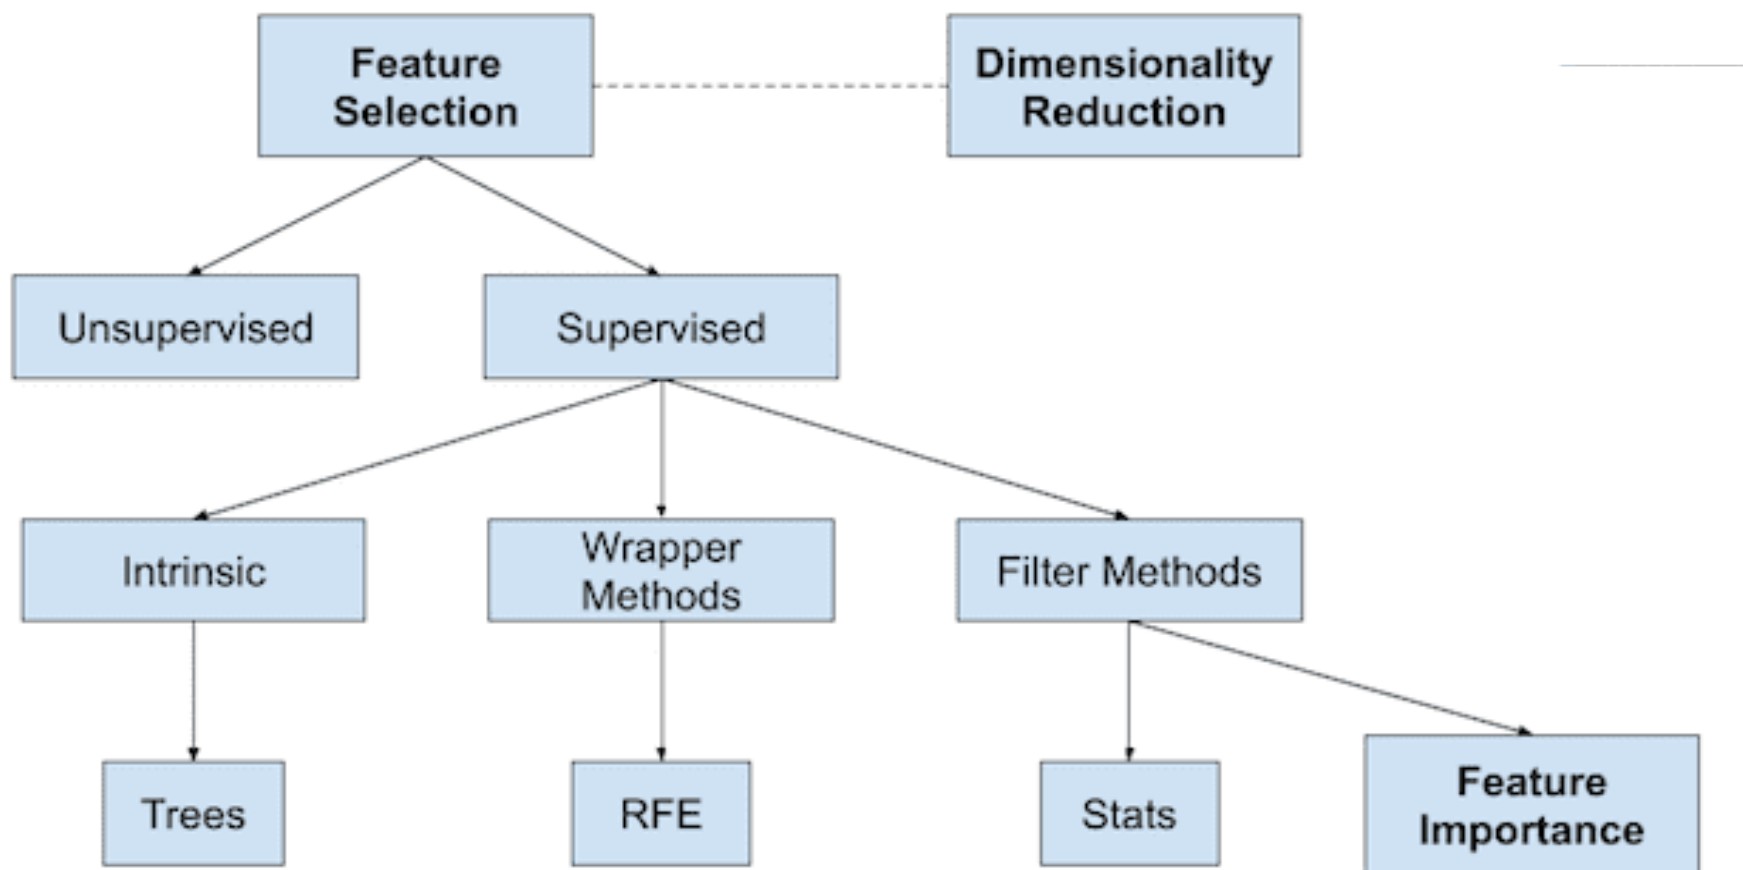 Feature
Selection
Dimensionality
Reduction
Unsupervised
Supervised
Intrinsic
Wrapper
Methods
Filter Methods
Trees
RFE
Stats
Feature
Importance